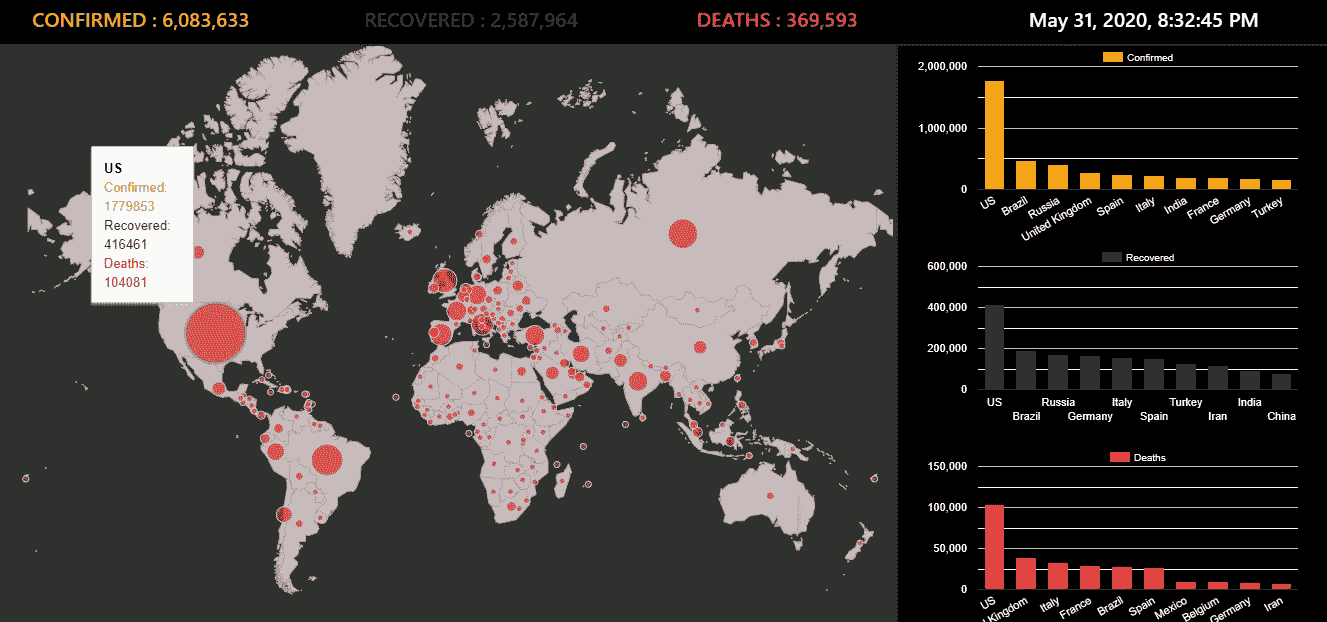 CONFIRMED : 6,083,633
RECOVERED : 2,587,964
DEATHS : 369,593
May 31, 2020, 8:32:45 PM
US
Confirmed:
1779853
Recovered:
416461
Deaths:
104081
Confirmed
2,000,000
1,000,000
0
US
Brazil
Russia
United Kingdom
Spain
Italy
India
France
Germany
Turkey
Recovered
600,000
400,000
200,000
0
US
Brazil
Russia
Germany
Italy
Spain
Turkey
Iran
India
China
Deaths
150,000
100,000
50,000
0
US
Kingdom
Italy
France
Brazil
Spain
Mexico
Belgium
Germany
Iran